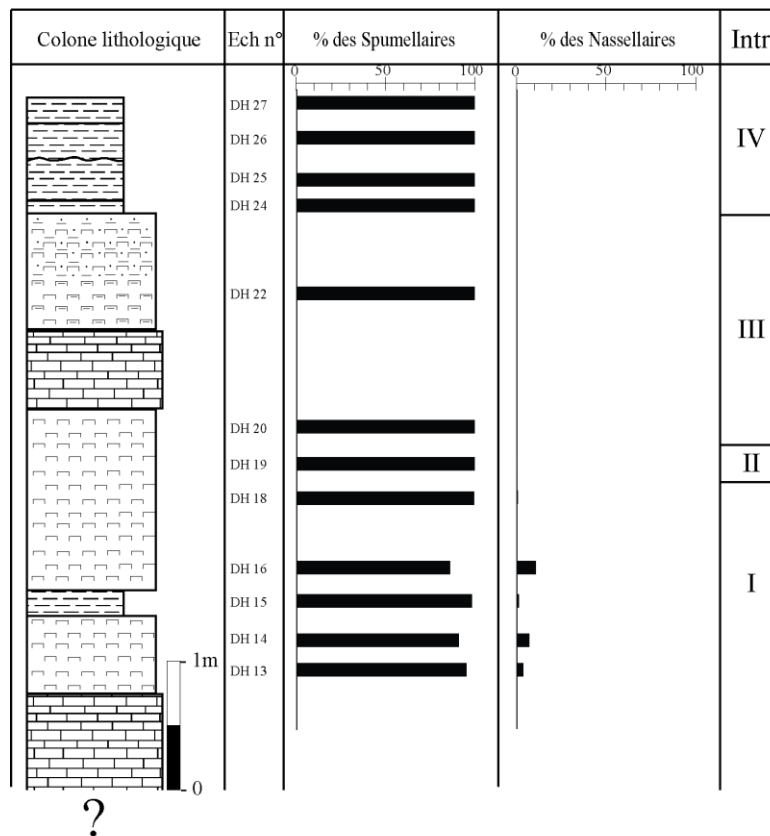 Colone lithologique Ech n° % des Spumellaires % des Nassellaires Intr
0 50 100 0 50 100
DH 27
DH 26
IV
DH 25
DH 24
DH 22
III
DH 20
DH 19
II
DH 18
DH 16
I
DH 15
DH 14
1m
DH 13
0
?